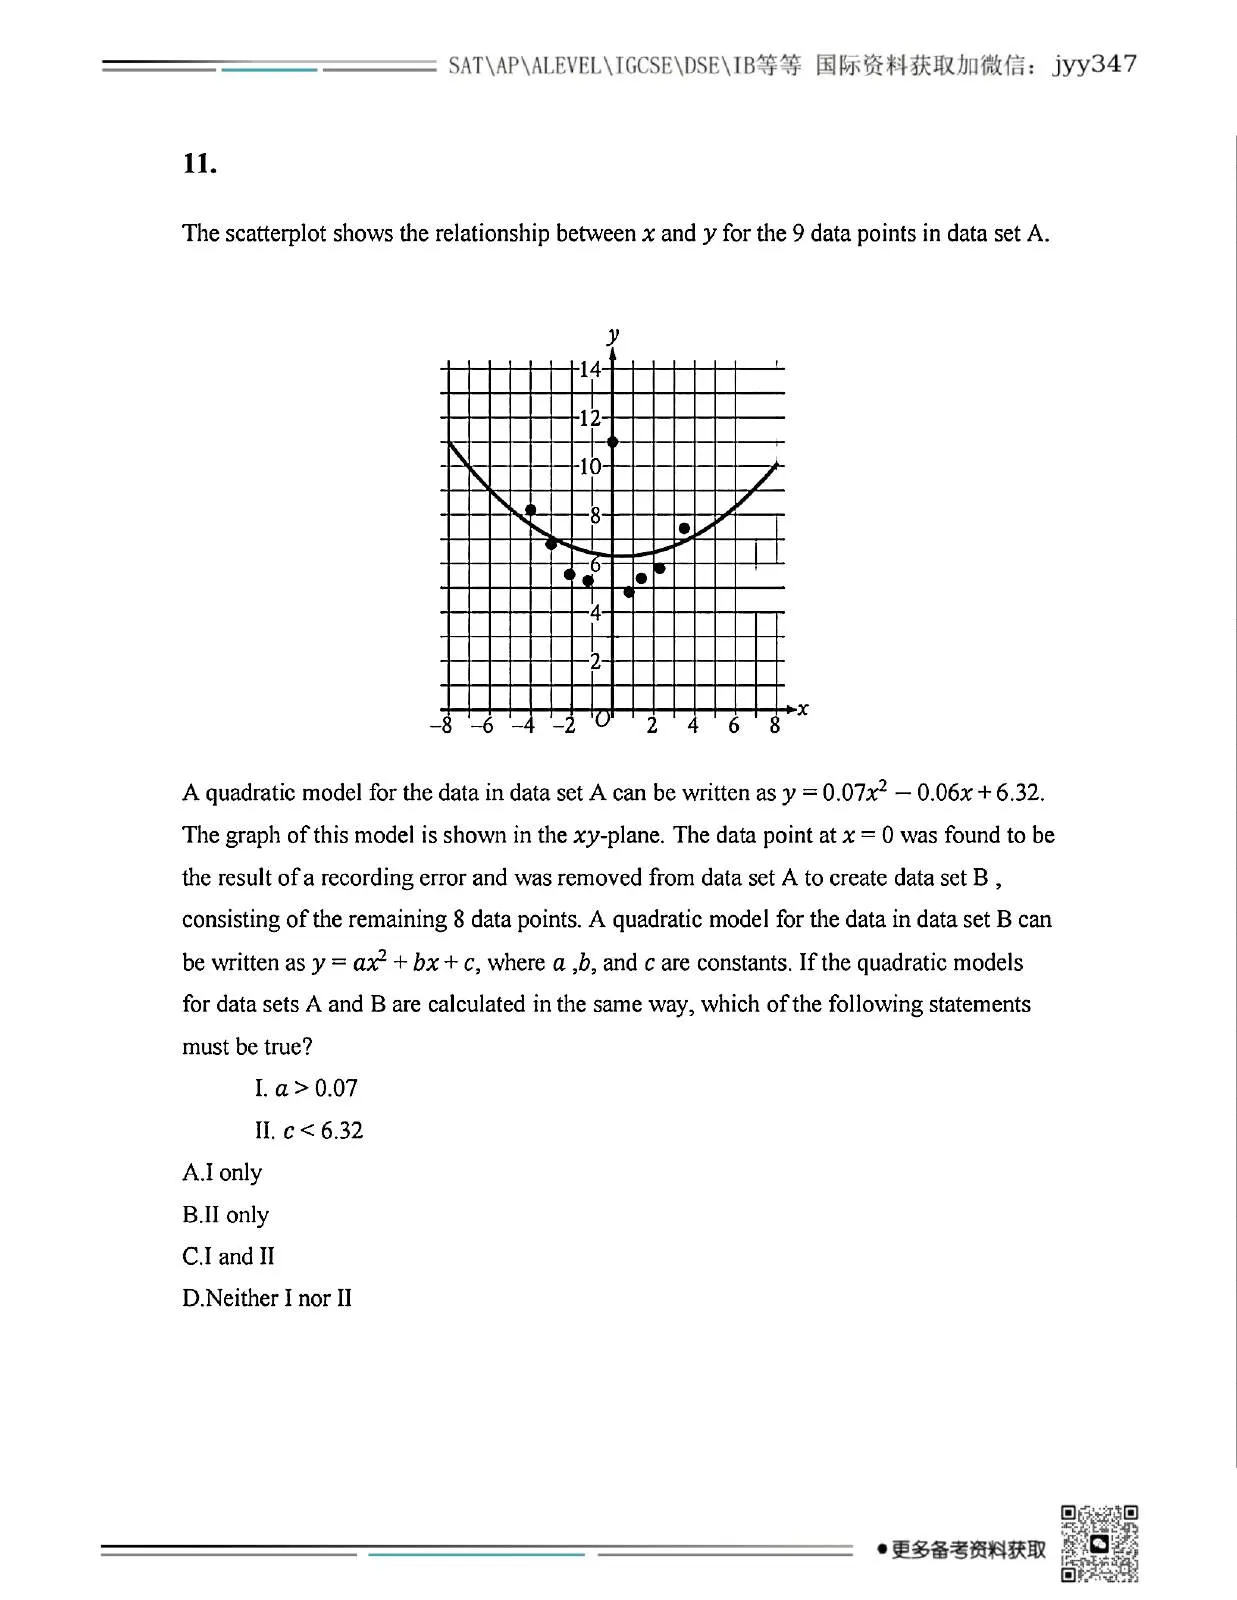 SAT\AP\ALEVEL\IGCSE\DSE\IB等等 国际资料获取加微信：jyy347
11.
The scatterplot shows the relationship between x and y for the 9 data points in data set A.
y
14
12
10
8
6
4
2
-8 -6 -4 -2 O 2 4 6 8 x
A quadratic model for the data in data set A can be written as y = 0.07x² − 0.06x + 6.32.
The graph of this model is shown in the xy-plane. The data point at x = 0 was found to be
the result of a recording error and was removed from data set A to create data set B ,
consisting of the remaining 8 data points. A quadratic model for the data in data set B can
be written as y = ax² + bx + c, where a ,b, and c are constants. If the quadratic models
for data sets A and B are calculated in the same way, which of the following statements
must be true?
I. a > 0.07
II. c < 6.32
A.I only
B.II only
C.I and II
D.Neither I nor II
●更多备考资料获取